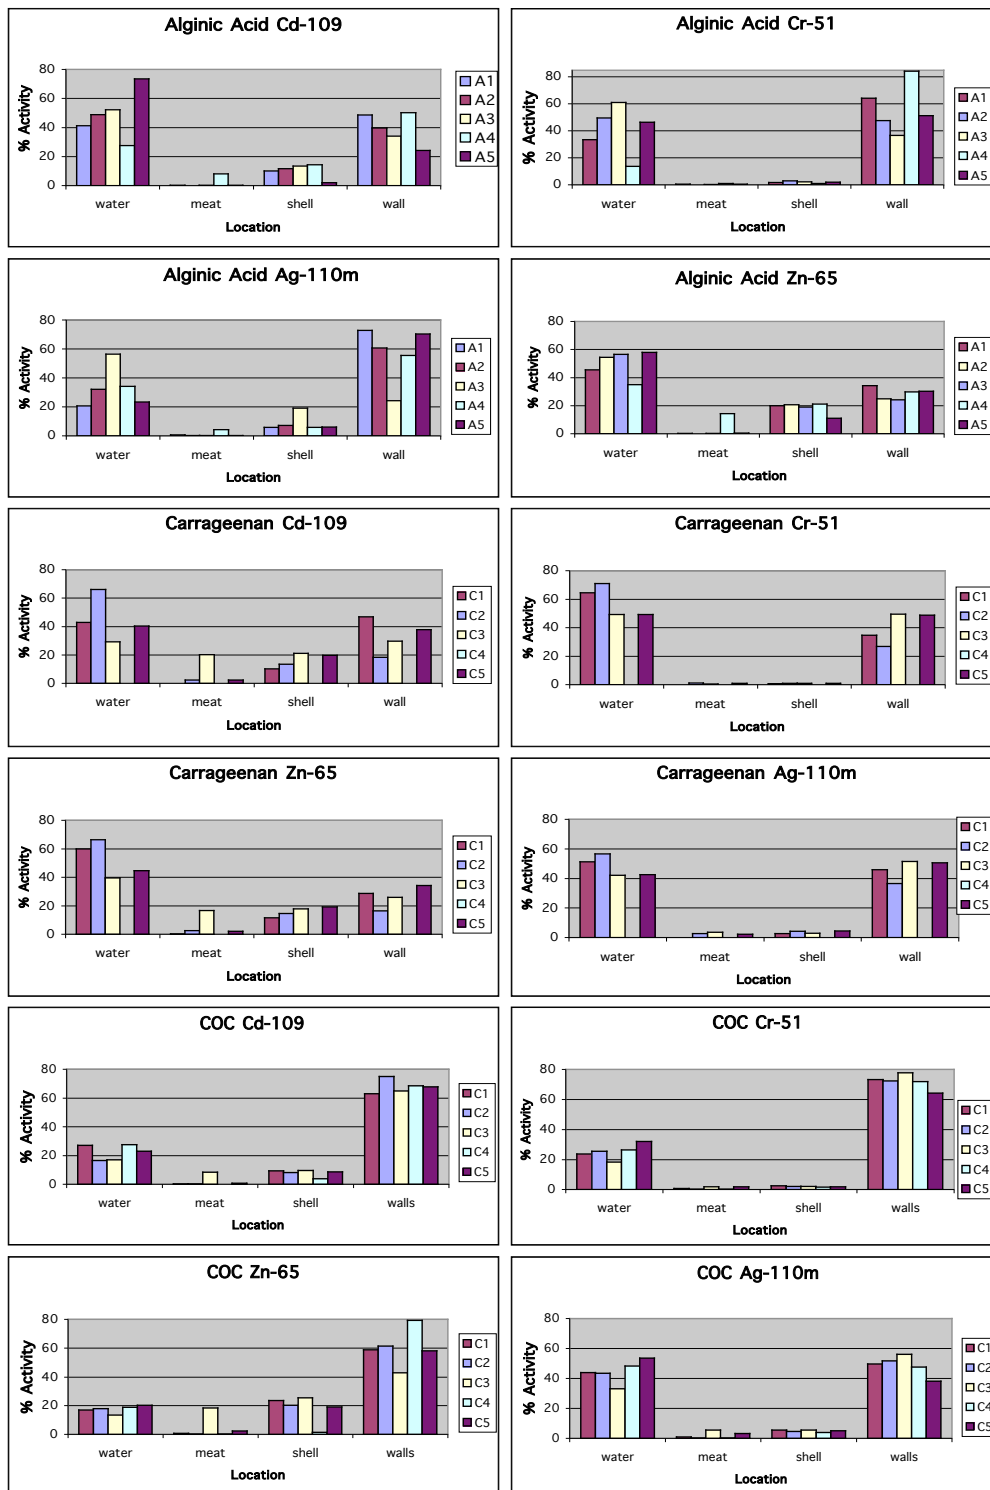 Alginic Acid Cd-109
80
60
40
20
0
% Activity
water meat shell wall
Location
A1
A2
A3
A4
A5
Alginic Acid Cr-51
80
60
40
20
0
% Activity
water meat shell wall
Location
A1
A2
A3
A4
A5
Alginic Acid Ag-110m
80
60
40
20
0
% Activity
water meat shell wall
Location
A1
A2
A3
A4
A5
Alginic Acid Zn-65
80
60
40
20
0
% Activity
water meat shell wall
Location
A1
A2
A3
A4
A5
Carrageenan Cd-109
80
60
40
20
0
% Activity
water meat shell wall
Location
C1
C2
C3
C4
C5
Carrageenan Cr-51
80
60
40
20
0
% Activity
water meat shell wall
Location
C1
C2
C3
C4
C5
Carrageenan Zn-65
80
60
40
20
0
% Activity
water meat shell wall
Location
C1
C2
C3
C4
C5
Carrageenan Ag-110m
80
60
40
20
0
% Activity
water meat shell wall
Location
C1
C2
C3
C4
C5
COC Cd-109
80
60
40
20
0
% Activity
water meat shell walls
Location
C1
C2
C3
C4
C5
COC Cr-51
80
60
40
20
0
% Activity
water meat shell walls
Location
C1
C2
C3
C4
C5
COC Zn-65
80
60
40
20
0
% Activity
water meat shell walls
Location
C1
C2
C3
C4
C5
COC Ag-110m
80
60
40
20
0
% Activity
water meat shell walls
Location
C1
C2
C3
C4
C5